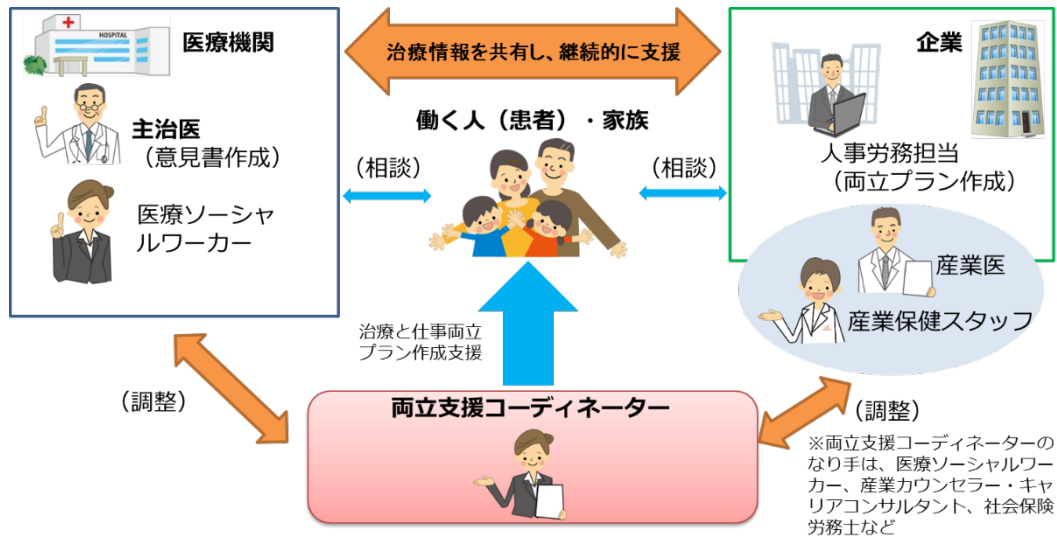 HOSPITAL
医療機関
主治医
(意見書作成)
医療ソーシャ
ルワーカー
治療情報を共有し、継続的に支援
働く人(患者)・家族
(相談)
(相談)
企業
人事労務担当
(両立プラン作成)
産業医
産業保健スタッフ
治療と仕事両立
プラン作成支援
(調整)
両立支援コーディネーター
(調整)
※両立支援コーディネーターの
なり手は、医療ソーシャルワー
カー、産業カウンセラー・キャ
リアコンサルタント、社会保険
労務士など